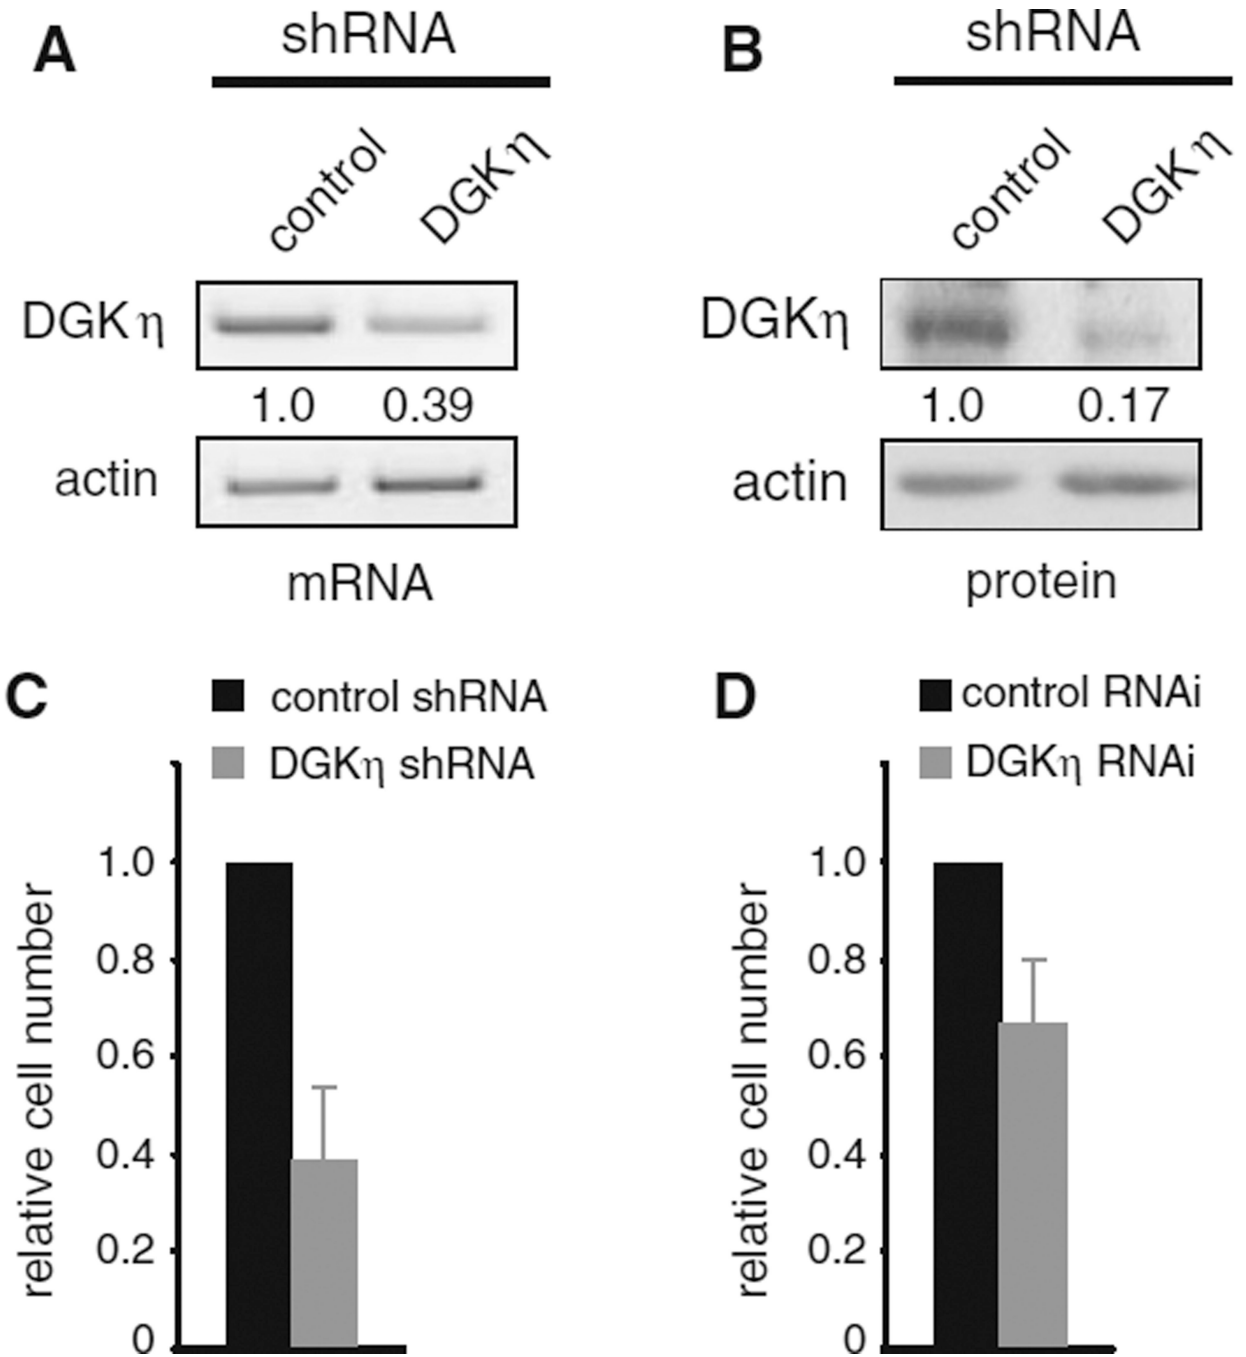 A
shRNA
control
DGKη
DGKη
1.0 0.39
actin
mRNA
B
shRNA
control
DGKη
DGKη
1.0 0.17
actin
protein
C
control shRNA
DGKη shRNA
relative cell number
1.0
0.8
0.6
0.4
0.2
0
D
control RNAi
DGKη RNAi
relative cell number
1.0
0.8
0.6
0.4
0.2
0